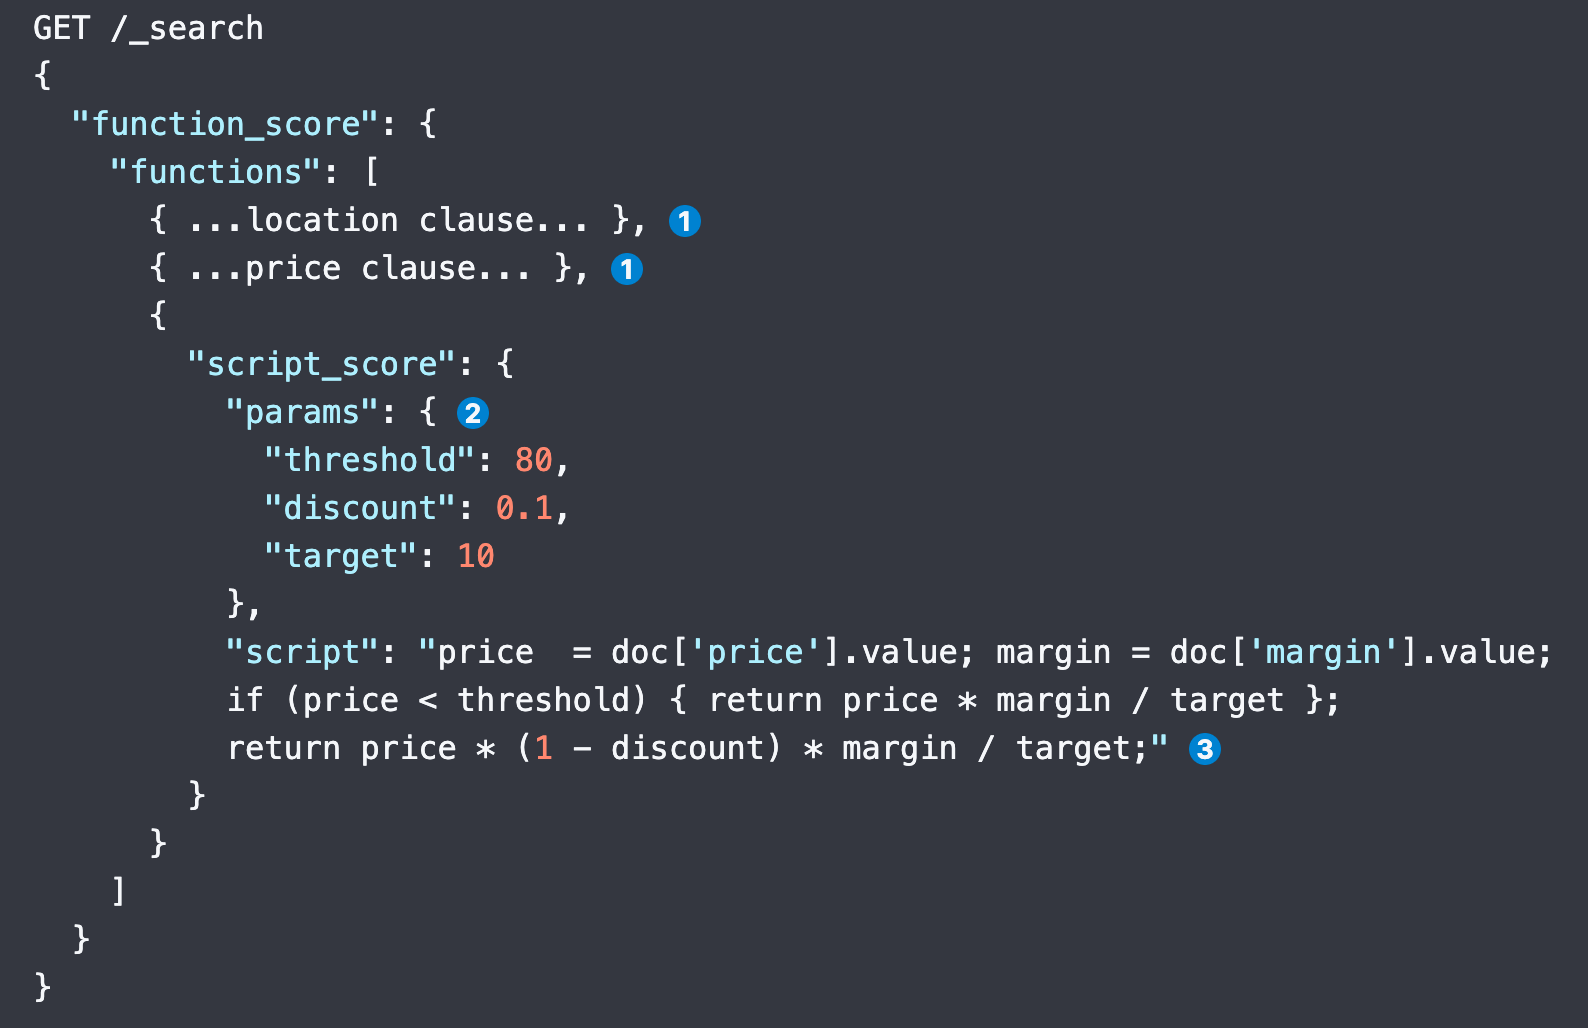 GET /_search
{
  "function_score": {
    "functions": [
      { ...location clause... }, 1
      { ...price clause... }, 1
      {
        "script_score": {
          "params": { 2
            "threshold": 80,
            "discount": 0.1,
            "target": 10
          },
          "script": "price  = doc['price'].value; margin = doc['margin'].value;
          if (price < threshold) { return price * margin / target };
          return price * (1 - discount) * margin / target;" 3
        }
      }
    ]
  }
}